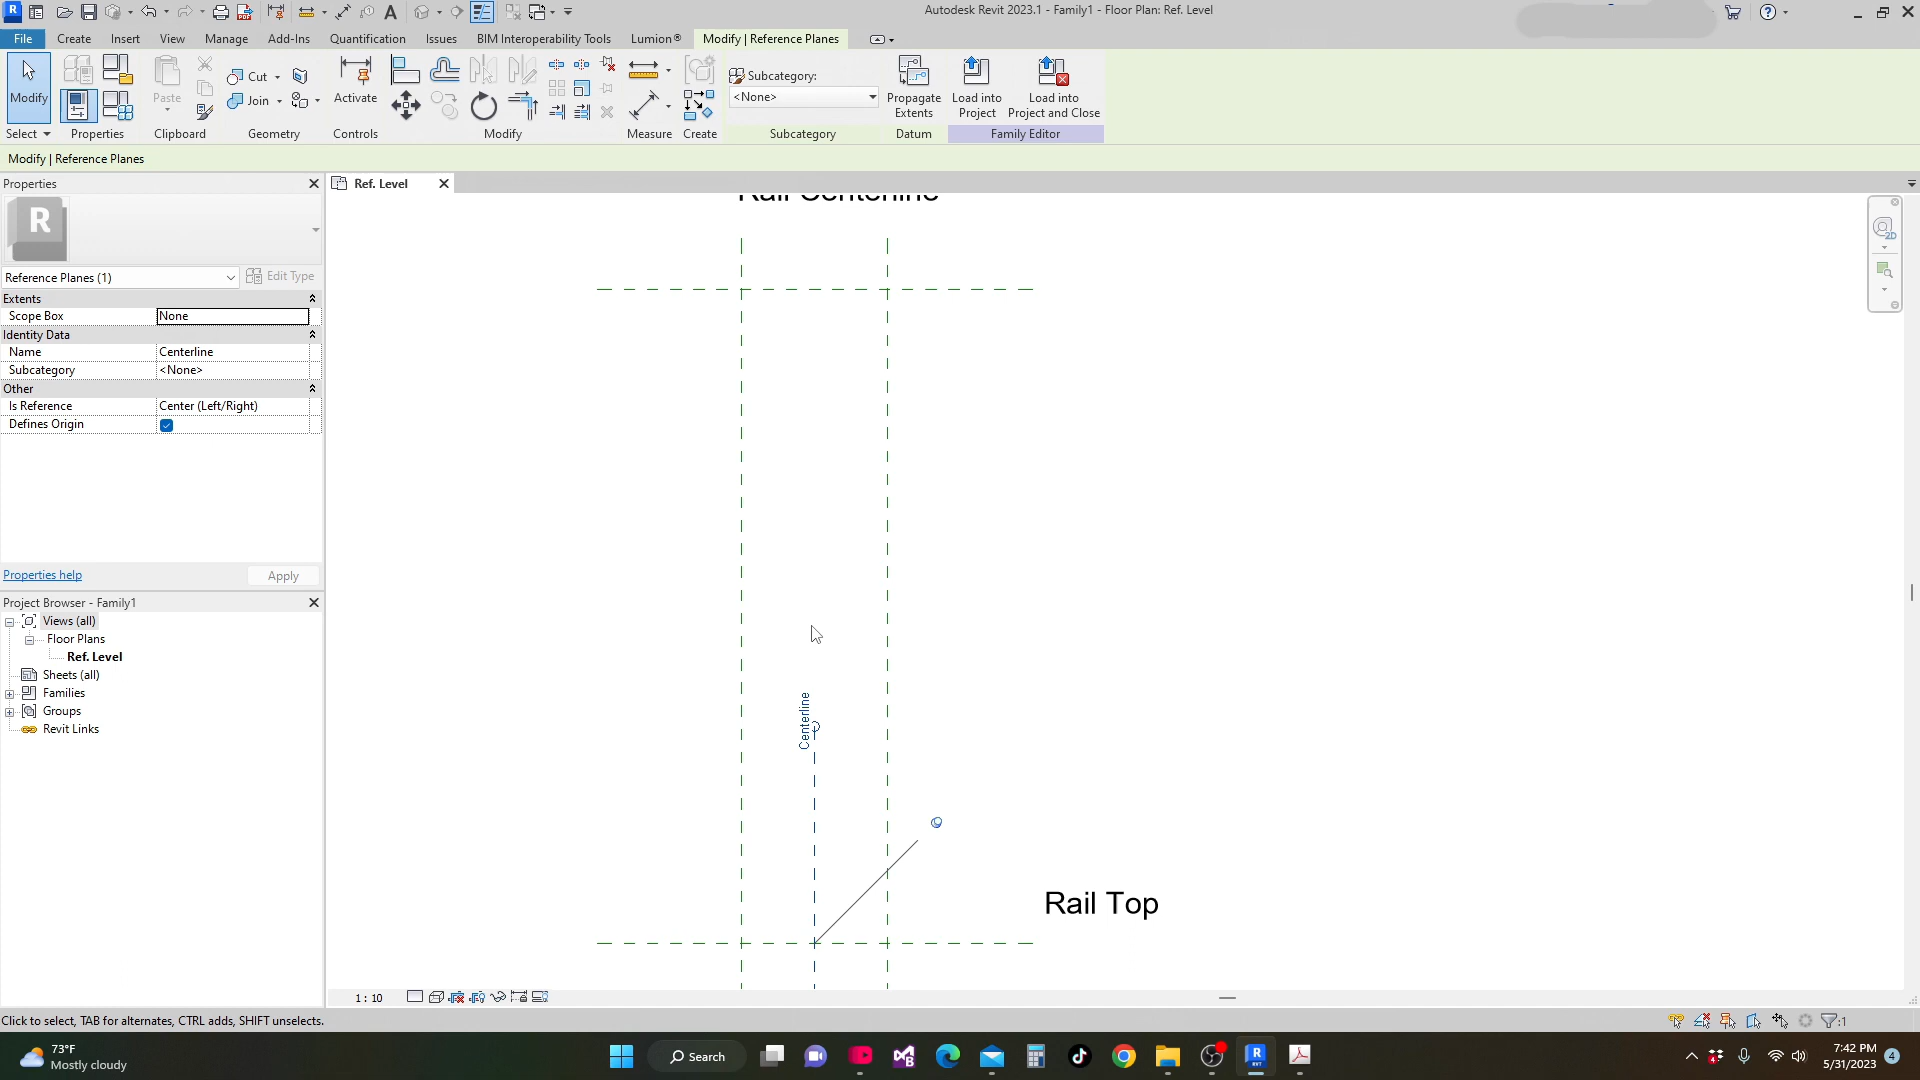 Autodesk Revit 2023.1 - Family1 - Floor Plan: Ref. Level
File Create Insert View Manage Add-Ins Quantification Issues BIM Interoperability Tools Lumion® Modify | Reference Planes
Modify
Paste
Cut
Join
Activate
Subcategory:
<None>
Propagate Extents
Load into Project
Load into Project and Close
Select Properties Clipboard Geometry Controls Modify Measure Create Subcategory Datum Family Editor
Modify | Reference Planes
Properties
Ref. Level
Rail Centerline
R
Reference Planes (1) Edit Type
Extents
Scope Box None
Identity Data
Name Centerline
Subcategory <None>
Other
Is Reference Center (Left/Right)
Defines Origin
Properties help Apply
Project Browser - Family1
Views (all)
Floor Plans
Ref. Level
Sheets (all)
Families
Groups
Revit Links
Centerline
Rail Top
1 : 10
Click to select, TAB for alternates, CTRL adds, SHIFT unselects.
:1
73°F
Mostly cloudy
Search
7:42 PM
5/31/2023
4